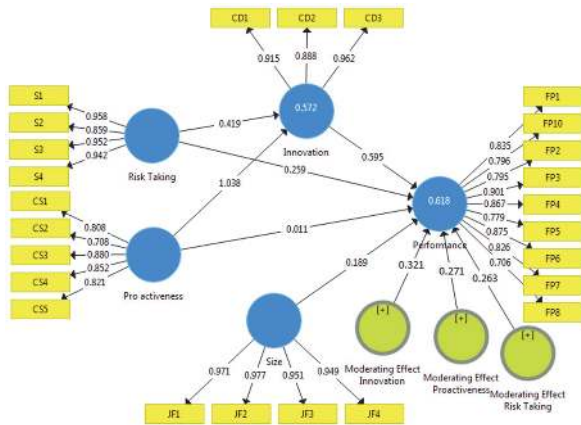 CD1 CD2 CD3
0.915 0.888 0.962
0.572
Innovation
S1
S2
S3
S4
0.958
0.859
0.952
0.942
Risk Taking
0.419
0.259
0.595
CS1
CS2
CS3
CS4
CS5
0.808
0.708
0.880
0.852
0.821
Pro activeness
1.038
0.011
0.618
Performance
0.835
0.796
0.795
0.901
0.867
0.779
0.875
0.826
0.706
FP1
FP10
FP2
FP3
FP4
FP5
FP6
FP7
FP8
0.189
Size
0.971 0.977 0.951 0.949
JF1 JF2 JF3 JF4
0.321 0.271 0.263
[+]
Moderating Effect
Innovation
[+]
Moderating Effect
Proactiveness
[+]
Moderating Effect
Risk Taking